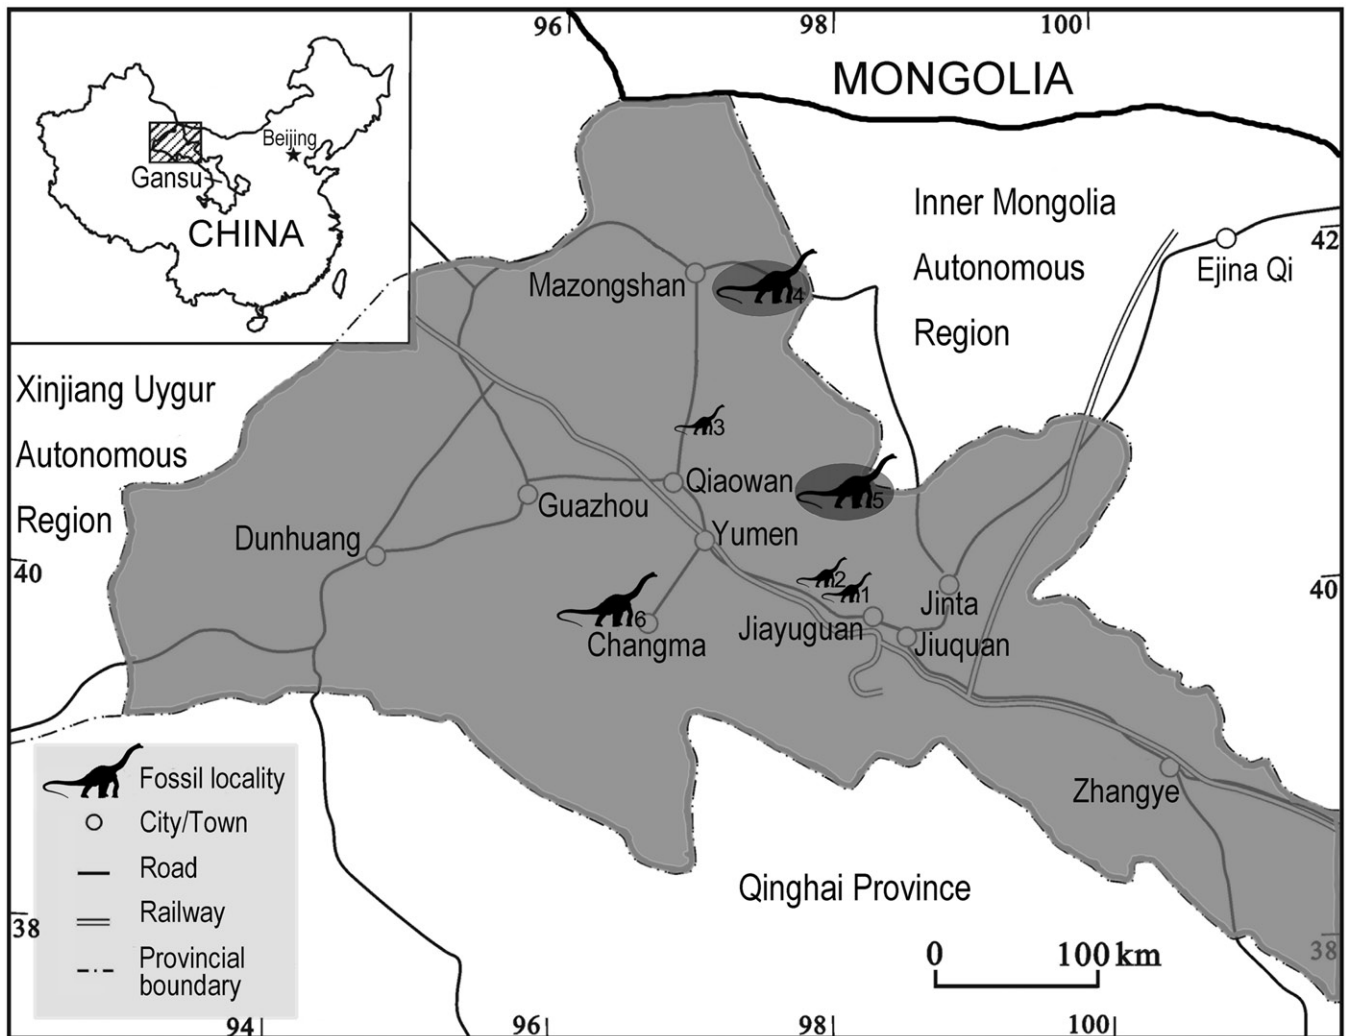 96
98
100
MONGOLIA
Beijing
Gansu
CHINA
Inner Mongolia
Autonomous
Region
42
Ejina Qi
Mazongshan
4
Xinjiang Uygur
Autonomous
Region
3
Qiaowan
5
Guazhou
Dunhuang
Yumen
40
40
2
1
6
Changma
Jiayuguan
Jinta
Jiuquan
Zhangye
Fossil locality
City/Town
Road
Railway
Provincial
boundary
Qinghai Province
38
38
0 100 km
94
96
98
100